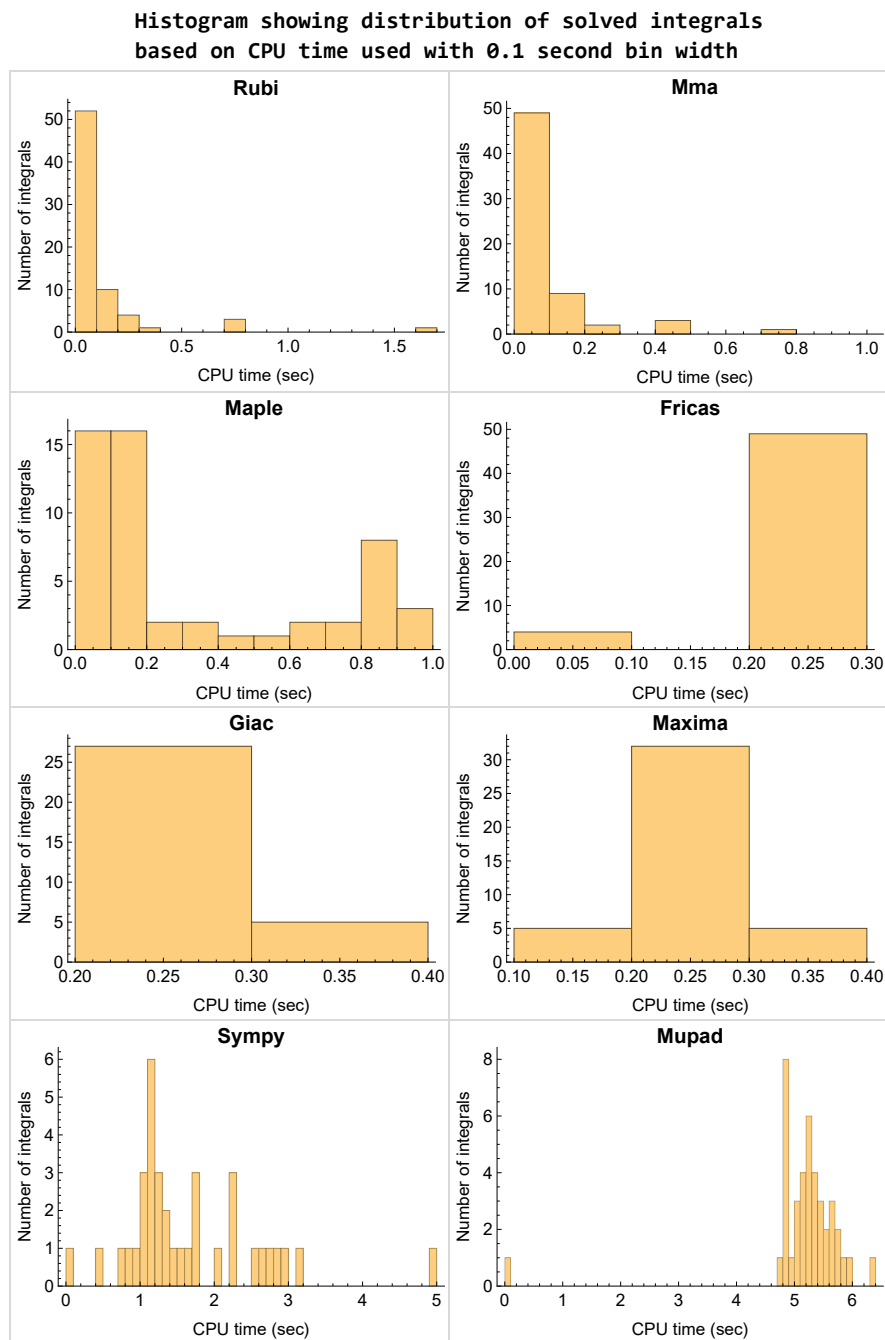 Histogram showing distribution of solved integrals
based on CPU time used with 0.1 second bin width
Rubi
Number of integrals
50
40
30
20
10
0
0.0 0.5 1.0 1.5
CPU time (sec)
Mma
Number of integrals
50
40
30
20
10
0
0.0 0.2 0.4 0.6 0.8 1.0
CPU time (sec)
Maple
Number of integrals
15
10
5
0
0.0 0.2 0.4 0.6 0.8 1.0
CPU time (sec)
Fricas
Number of integrals
50
40
30
20
10
0
0.00 0.05 0.10 0.15 0.20 0.25 0.30
CPU time (sec)
Giac
Number of integrals
25
20
15
10
5
0
0.20 0.25 0.30 0.35 0.40
CPU time (sec)
Maxima
Number of integrals
30
25
20
15
10
5
0
0.10 0.15 0.20 0.25 0.30 0.35 0.40
CPU time (sec)
Sympy
Number of integrals
6
5
4
3
2
1
0
0 1 2 3 4 5
CPU time (sec)
Mupad
Number of integrals
8
6
4
2
0
0 1 2 3 4 5 6
CPU time (sec)